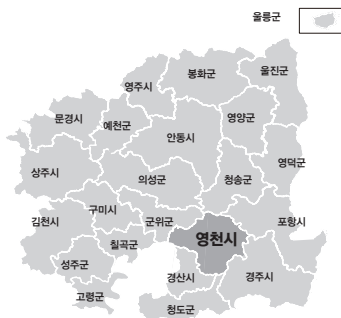 울릉군
봉화군
울진군
영주시
문경시
예천군
영양군
안동시
상주시
의성군
청송군
영덕군
구미시
김천시
군위군
포항시
영천시
칠곡군
성주군
경산시
경주시
고령군
청도군